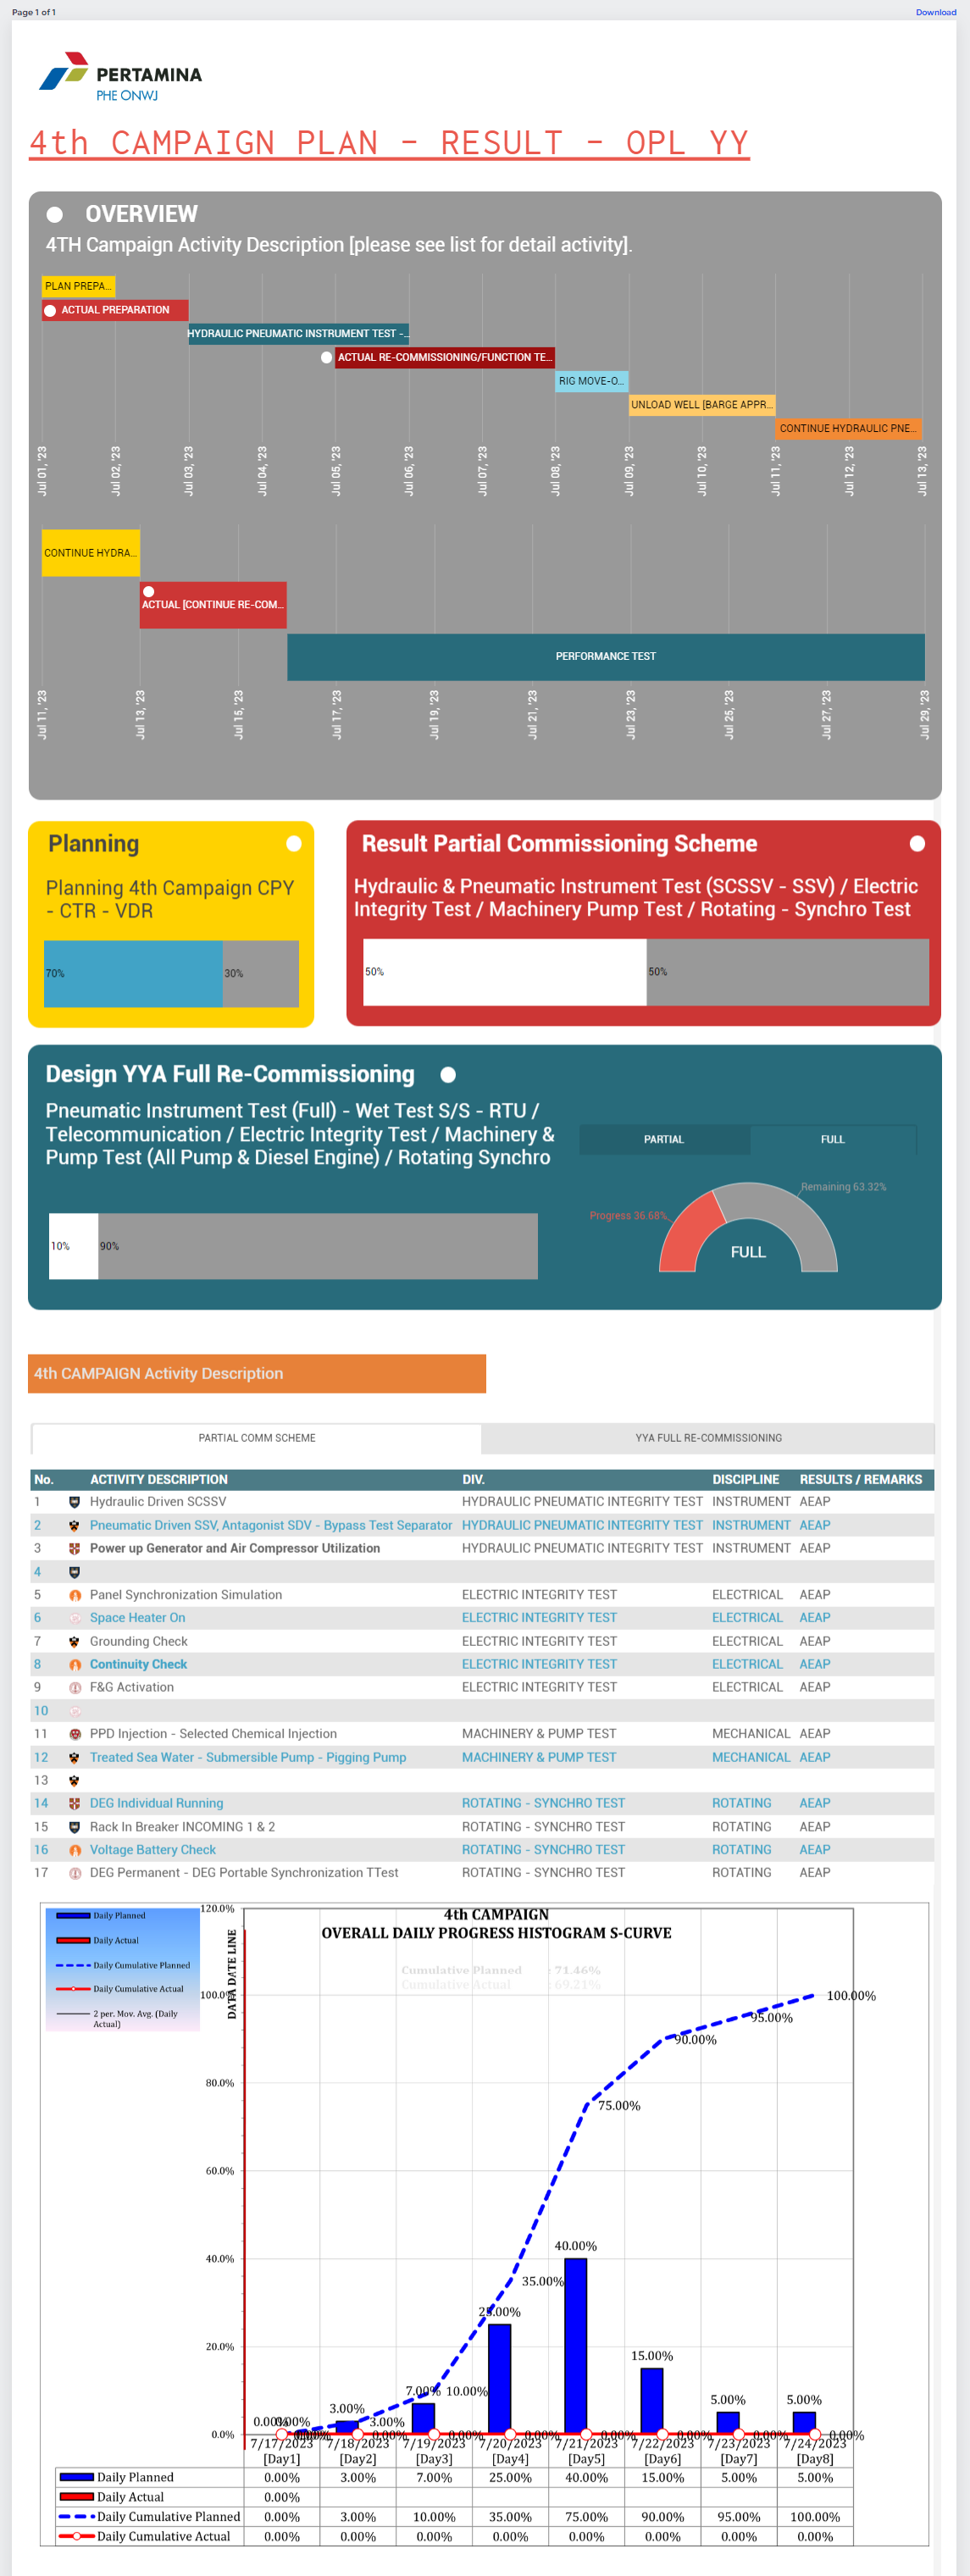 Page 1 of 1
Download
PERTAMINA
PHE ONWJ
4th CAMPAIGN PLAN - RESULT - OPL YY
OVERVIEW
4TH Campaign Activity Description [please see list for detail activity].
PLAN PREPA...
ACTUAL PREPARATION
HYDRAULIC PNEUMATIC INSTRUMENT TEST -...
ACTUAL RE-COMMISSIONING/FUNCTION TE...
RIG MOVE-O...
UNLOAD WELL [BARGE APPR...
CONTINUE HYDRAULIC PNE...
Jul 01, '23 Jul 02, '23 Jul 03, '23 Jul 04, '23 Jul 05, '23 Jul 06, '23 Jul 07, '23 Jul 08, '23 Jul 09, '23 Jul 10, '23 Jul 11, '23 Jul 12, '23 Jul 13, '23
CONTINUE HYDRA...
ACTUAL [CONTINUE RE-COM...
PERFORMANCE TEST
Jul 11, '23 Jul 13, '23 Jul 15, '23 Jul 17, '23 Jul 19, '23 Jul 21, '23 Jul 23, '23 Jul 25, '23 Jul 27, '23 Jul 29, '23
Planning
Planning 4th Campaign CPY
- CTR - VDR
70% 30%
Result Partial Commissioning Scheme
Hydraulic & Pneumatic Instrument Test (SCSSV - SSV) / Electric
Integrity Test / Machinery Pump Test / Rotating - Synchro Test
50% 50%
Design YYA Full Re-Commissioning
Pneumatic Instrument Test (Full) - Wet Test S/S - RTU /
Telecommunication / Electric Integrity Test / Machinery &
Pump Test (All Pump & Diesel Engine) / Rotating Synchro
10% 90%
PARTIAL FULL
Remaining 63.32%
Progress 36.68%
FULL
4th CAMPAIGN Activity Description
PARTIAL COMM SCHEME YYA FULL RE-COMMISSIONING
No. ACTIVITY DESCRIPTION DIV. DISCIPLINE RESULTS / REMARKS
1 Hydraulic Driven SCSSV HYDRAULIC PNEUMATIC INTEGRITY TEST INSTRUMENT AEAP
2 Pneumatic Driven SSV, Antagonist SDV - Bypass Test Separator HYDRAULIC PNEUMATIC INTEGRITY TEST INSTRUMENT AEAP
3 Power up Generator and Air Compressor Utilization HYDRAULIC PNEUMATIC INTEGRITY TEST INSTRUMENT AEAP
4
5 Panel Synchronization Simulation ELECTRIC INTEGRITY TEST ELECTRICAL AEAP
6 Space Heater On ELECTRIC INTEGRITY TEST ELECTRICAL AEAP
7 Grounding Check ELECTRIC INTEGRITY TEST ELECTRICAL AEAP
8 Continuity Check ELECTRIC INTEGRITY TEST ELECTRICAL AEAP
9 F&G Activation ELECTRIC INTEGRITY TEST ELECTRICAL AEAP
10
11 PPD Injection - Selected Chemical Injection MACHINERY & PUMP TEST MECHANICAL AEAP
12 Treated Sea Water - Submersible Pump - Pigging Pump MACHINERY & PUMP TEST MECHANICAL AEAP
13
14 DEG Individual Running ROTATING - SYNCHRO TEST ROTATING AEAP
15 Rack In Breaker INCOMING 1 & 2 ROTATING - SYNCHRO TEST ROTATING AEAP
16 Voltage Battery Check ROTATING - SYNCHRO TEST ROTATING AEAP
17 DEG Permanent - DEG Portable Synchronization TTest ROTATING - SYNCHRO TEST ROTATING AEAP
4th CAMPAIGN
OVERALL DAILY PROGRESS HISTOGRAM S-CURVE
Cumulative Planned : 71.46%
Cumulative Actual : 69.21%
Daily Planned
Daily Actual
Daily Cumulative Planned
Daily Cumulative Actual
2 per. Mov. Avg. (Daily
Actual)
DATA DATE LINE
120.0%
100.0%
80.0%
60.0%
40.0%
20.0%
0.0%
100.00%
95.00%
90.00%
75.00%
40.00%
35.00%
25.00%
15.00%
7.00% 10.00% 5.00% 5.00%
3.00% 3.00%
0.00% 0.00%
0.00% 0.00% 0.00% 0.00% 0.00% 0.00% 0.00% 0.00%
7/17/2023 7/18/2023 7/19/2023 7/20/2023 7/21/2023 7/22/2023 7/23/2023 7/24/2023
[Day1] [Day2] [Day3] [Day4] [Day5] [Day6] [Day7] [Day8]
Daily Planned 0.00% 3.00% 7.00% 25.00% 40.00% 15.00% 5.00% 5.00%
Daily Actual 0.00%
Daily Cumulative Planned 0.00% 3.00% 10.00% 35.00% 75.00% 90.00% 95.00% 100.00%
Daily Cumulative Actual 0.00% 0.00% 0.00% 0.00% 0.00% 0.00% 0.00% 0.00%